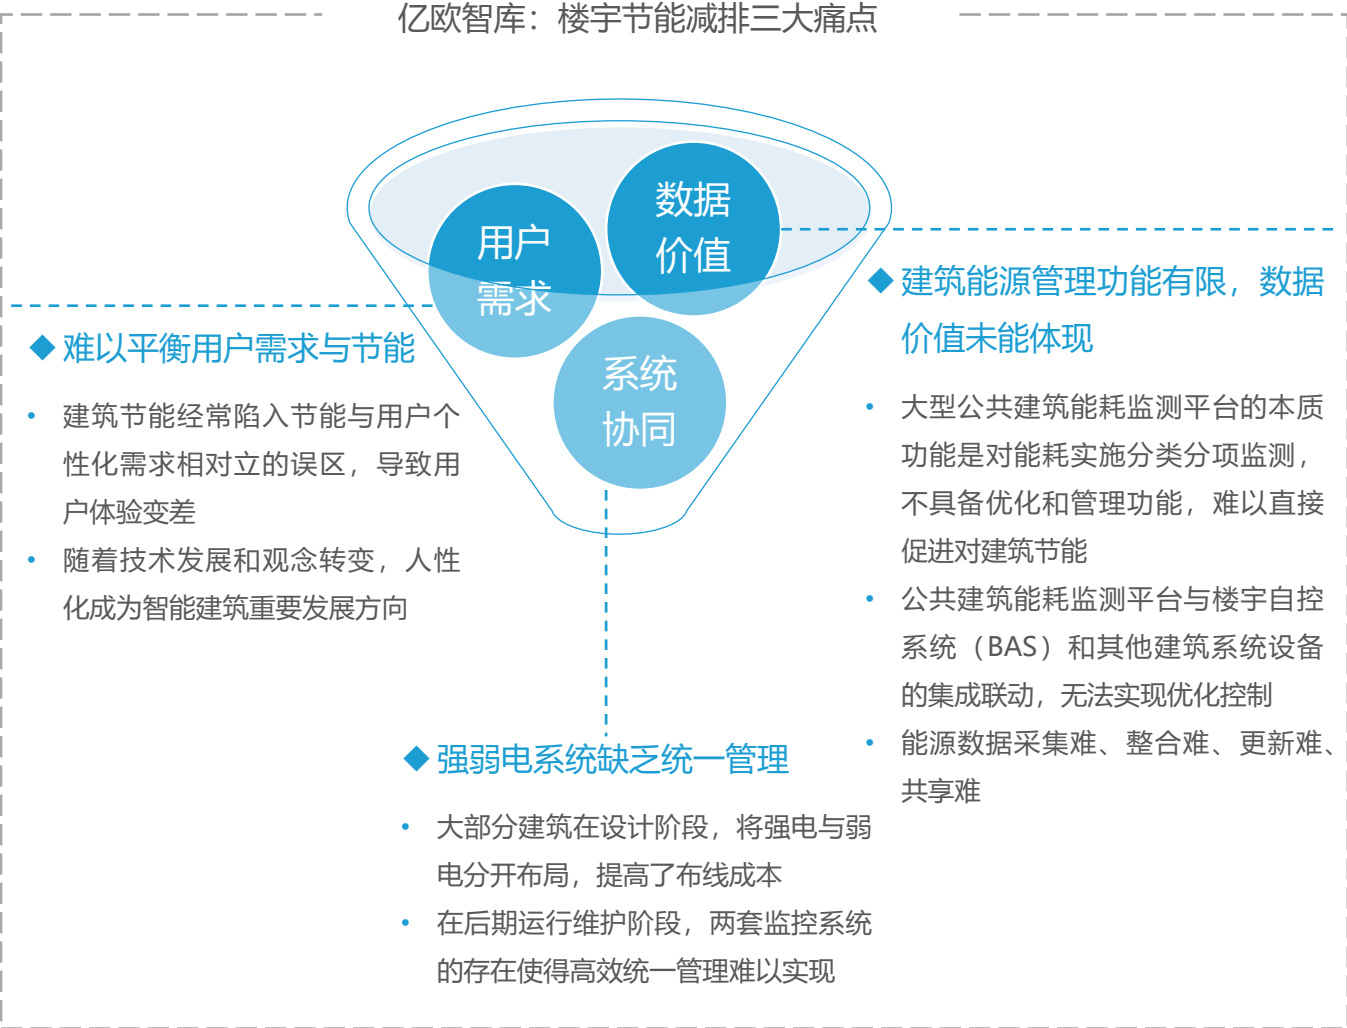 亿欧智库：楼宇节能减排三大痛点
数据
价值
用户
需求
系统
协同
◆难以平衡用户需求与节能
• 建筑节能经常陷入节能与用户个
性化需求相对立的误区，导致用
户体验变差
• 随着技术发展和观念转变，人性
化成为智能建筑重要发展方向
◆建筑能源管理功能有限，数据
价值未能体现
• 大型公共建筑能耗监测平台的本质
功能是对能耗实施分类分项监测，
不具备优化和管理功能，难以直接
促进对建筑节能
• 公共建筑能耗监测平台与楼宇自控
系统（BAS）和其他建筑系统设备
的集成联动，无法实现优化控制
• 能源数据采集难、整合难、更新难、
共享难
◆强弱电系统缺乏统一管理
• 大部分建筑在设计阶段，将强电与弱
电分开布局，提高了布线成本
• 在后期运行维护阶段，两套监控系统
的存在使得高效统一管理难以实现